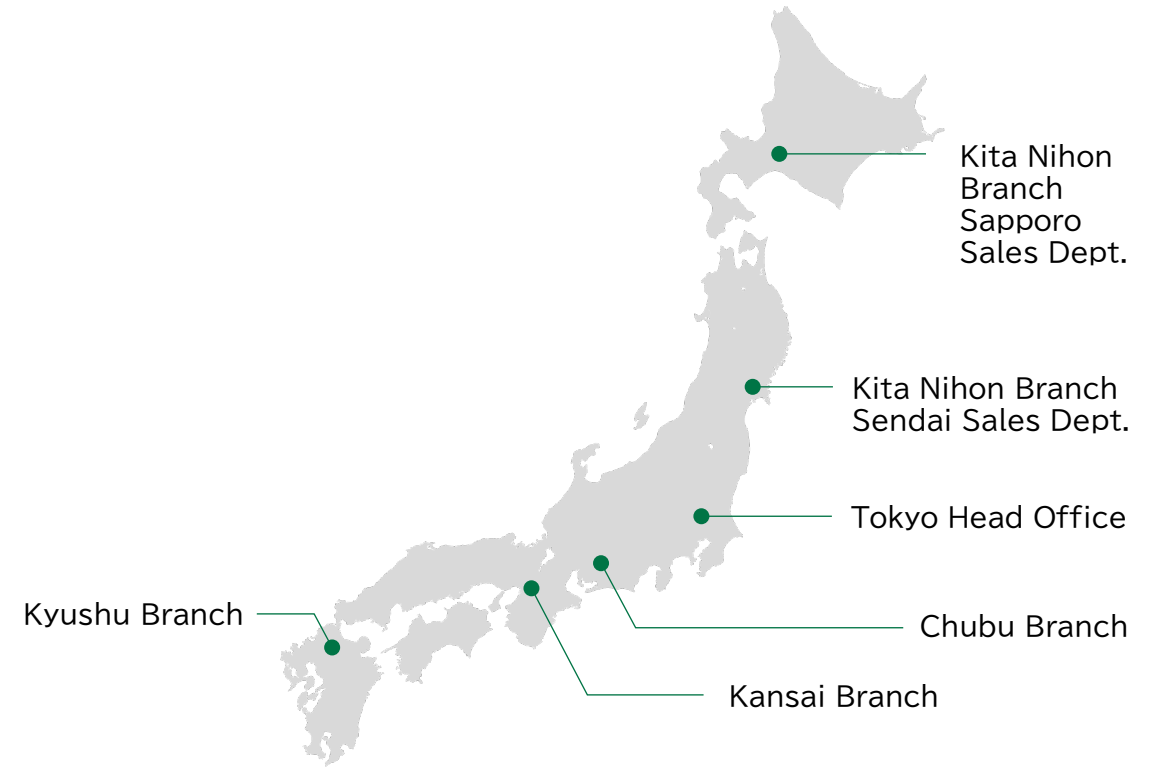 Kita Nihon
Branch
Sapporo
Sales Dept.
Kita Nihon Branch
Sendai Sales Dept.
Tokyo Head Office
Kyushu Branch
Chubu Branch
Kansai Branch